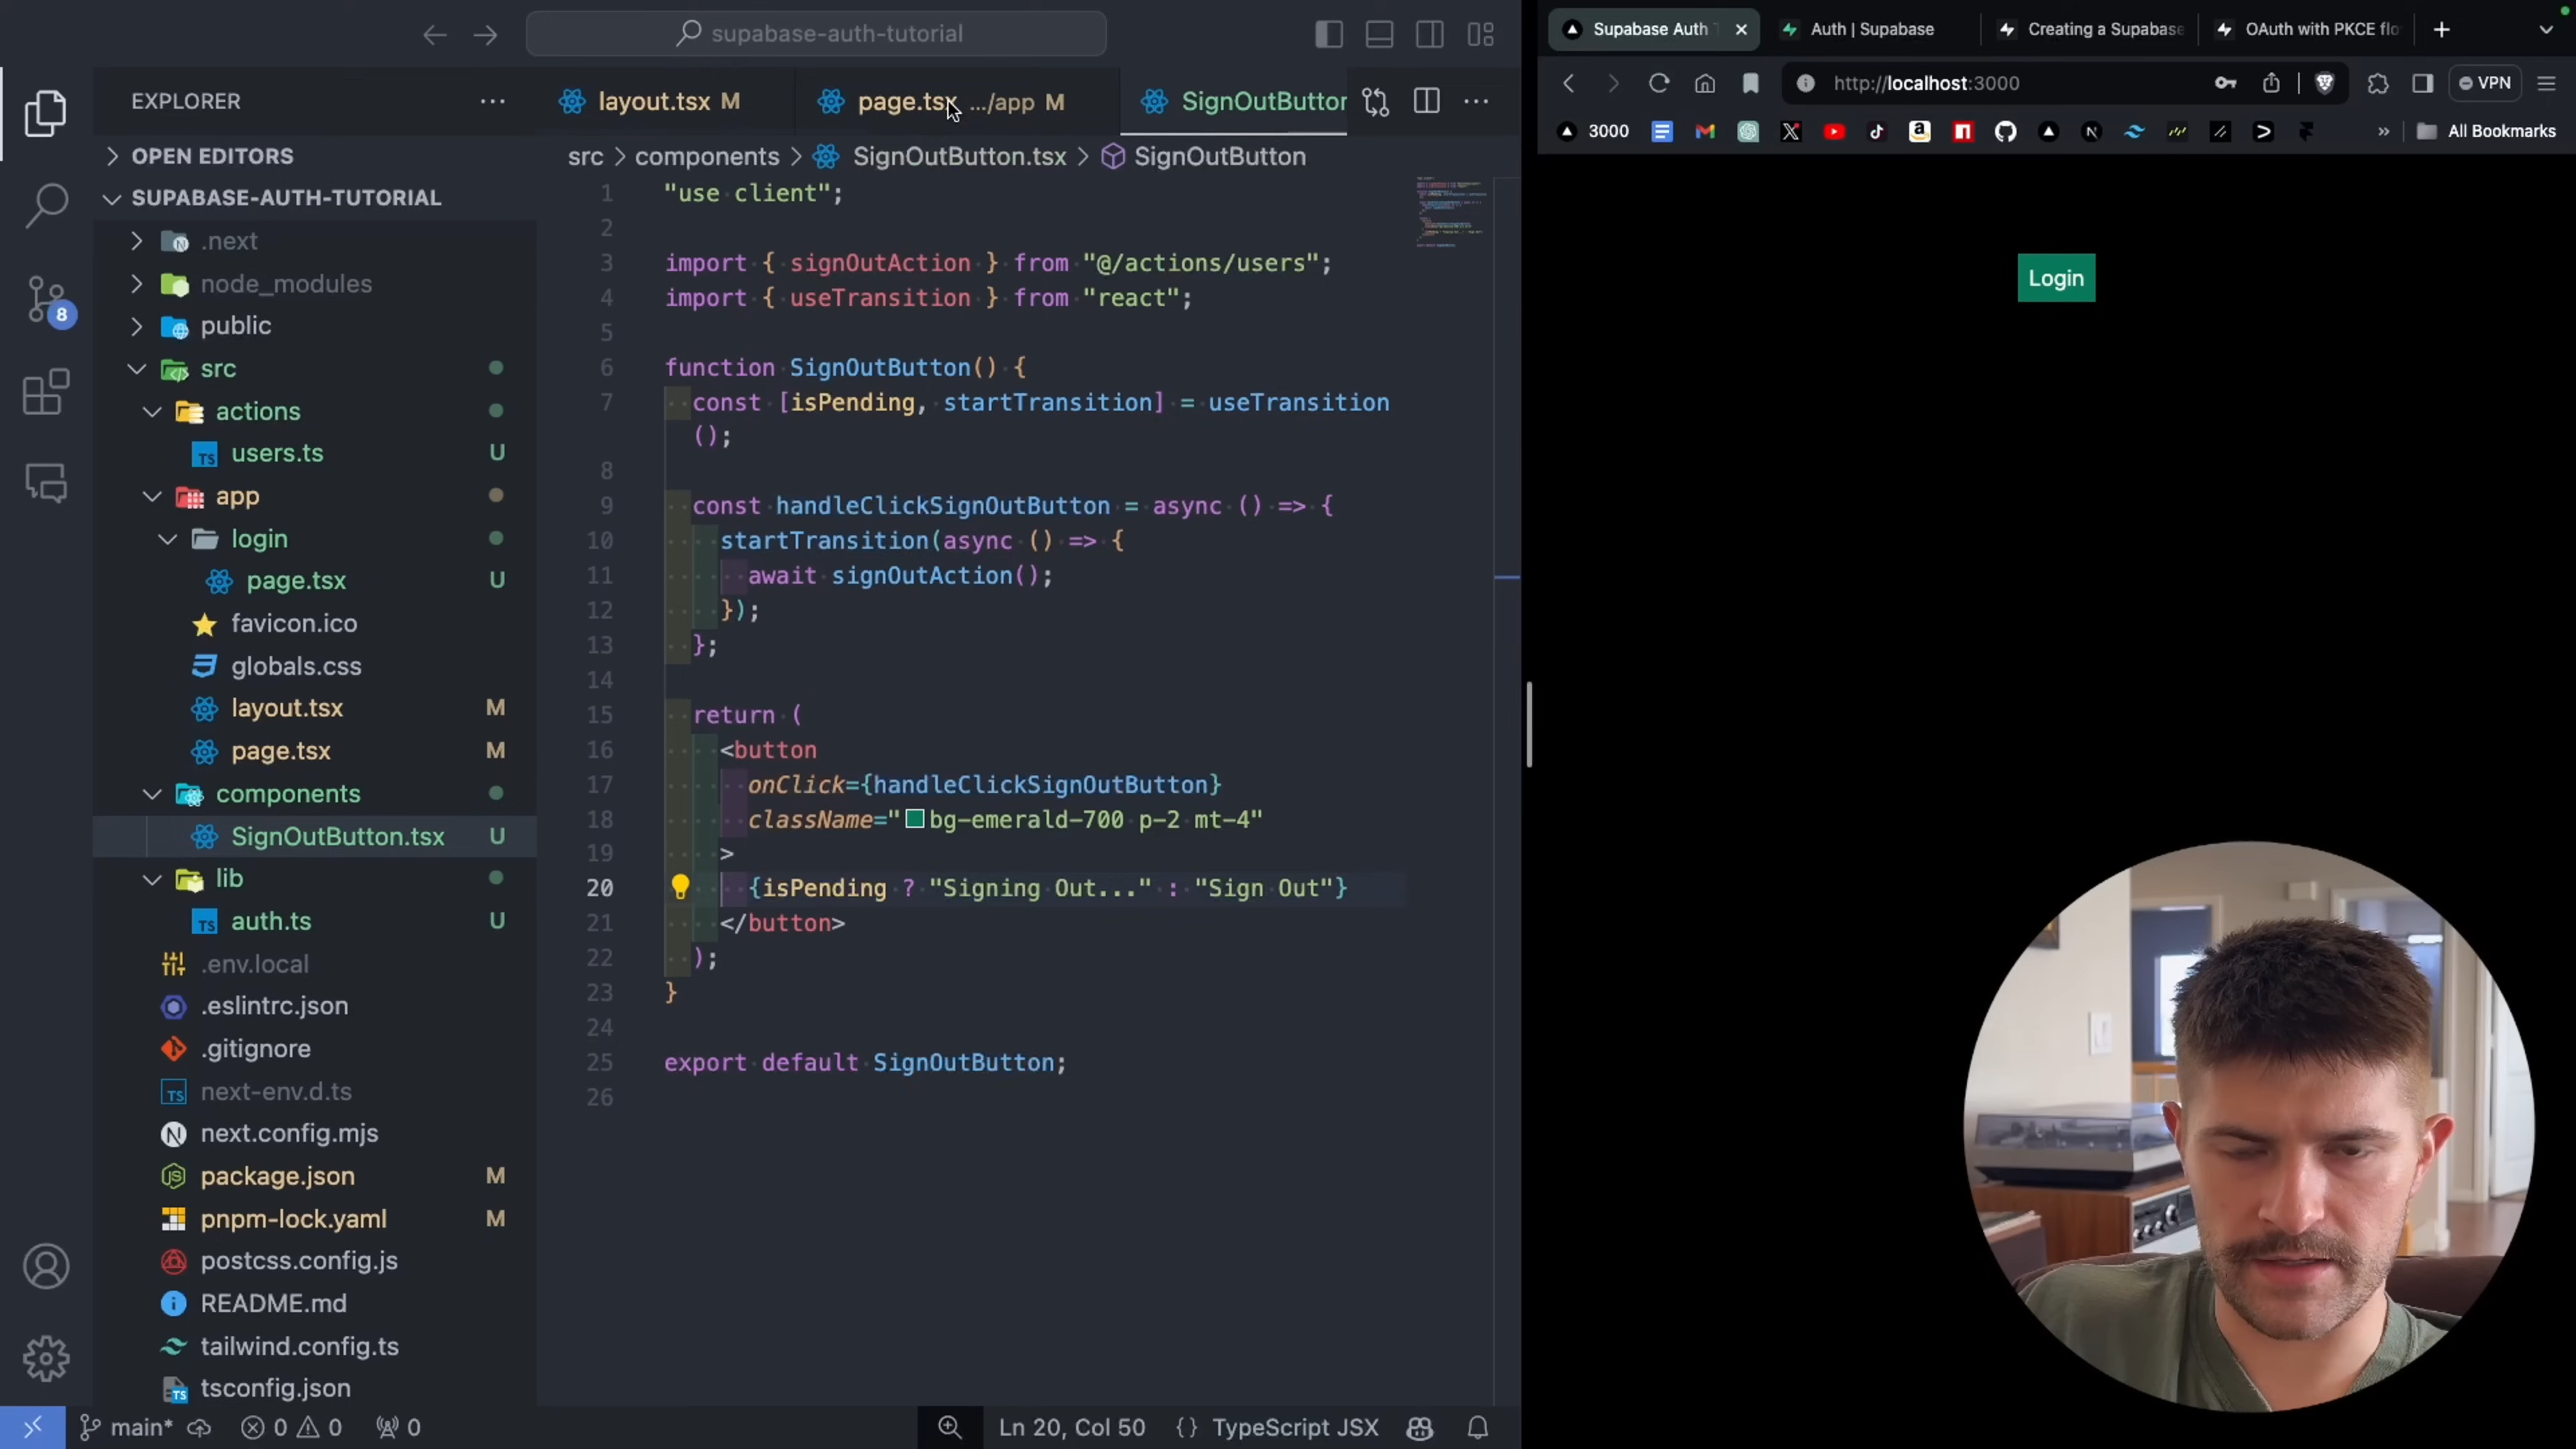 supabase-auth-tutorial
EXPLORER
OPEN EDITORS
SUPABASE-AUTH-TUTORIAL
.next
node_modules
public
src
actions
users.ts U
app
login
page.tsx U
favicon.ico
globals.css
layout.tsx M
page.tsx M
components
SignOutButton.tsx U
lib
auth.ts U
.env.local
.eslintrc.json
.gitignore
next-env.d.ts
next.config.mjs
package.json M
pnpm-lock.yaml M
postcss.config.js
README.md
tailwind.config.ts
tsconfig.json
8
layout.tsx M
page.tsx .../app M
SignOutButton
src > components > SignOutButton.tsx > SignOutButton
1 "use client";
2
3 import { signOutAction } from "@/actions/users";
4 import { useTransition } from "react";
5
6 function SignOutButton() {
7 const [isPending, startTransition] = useTransition
();
8
9 const handleClickSignOutButton = async () => {
10 startTransition(async () => {
11 await signOutAction();
12 });
13 };
14
15 return (
16 <button
17 onClick={handleClickSignOutButton}
18 className="bg-emerald-700 p-2 mt-4"
19 >
20 {isPending ? "Signing Out..." : "Sign Out"}
21 </button>
22 );
23 }
24
25 export default SignOutButton;
26
main* 0 0 0
Ln 20, Col 50 {} TypeScript JSX
Supabase Auth
Auth | Supabase
Creating a Supabase
OAuth with PKCE flo
http://localhost:3000
VPN
3000
» All Bookmarks
Login